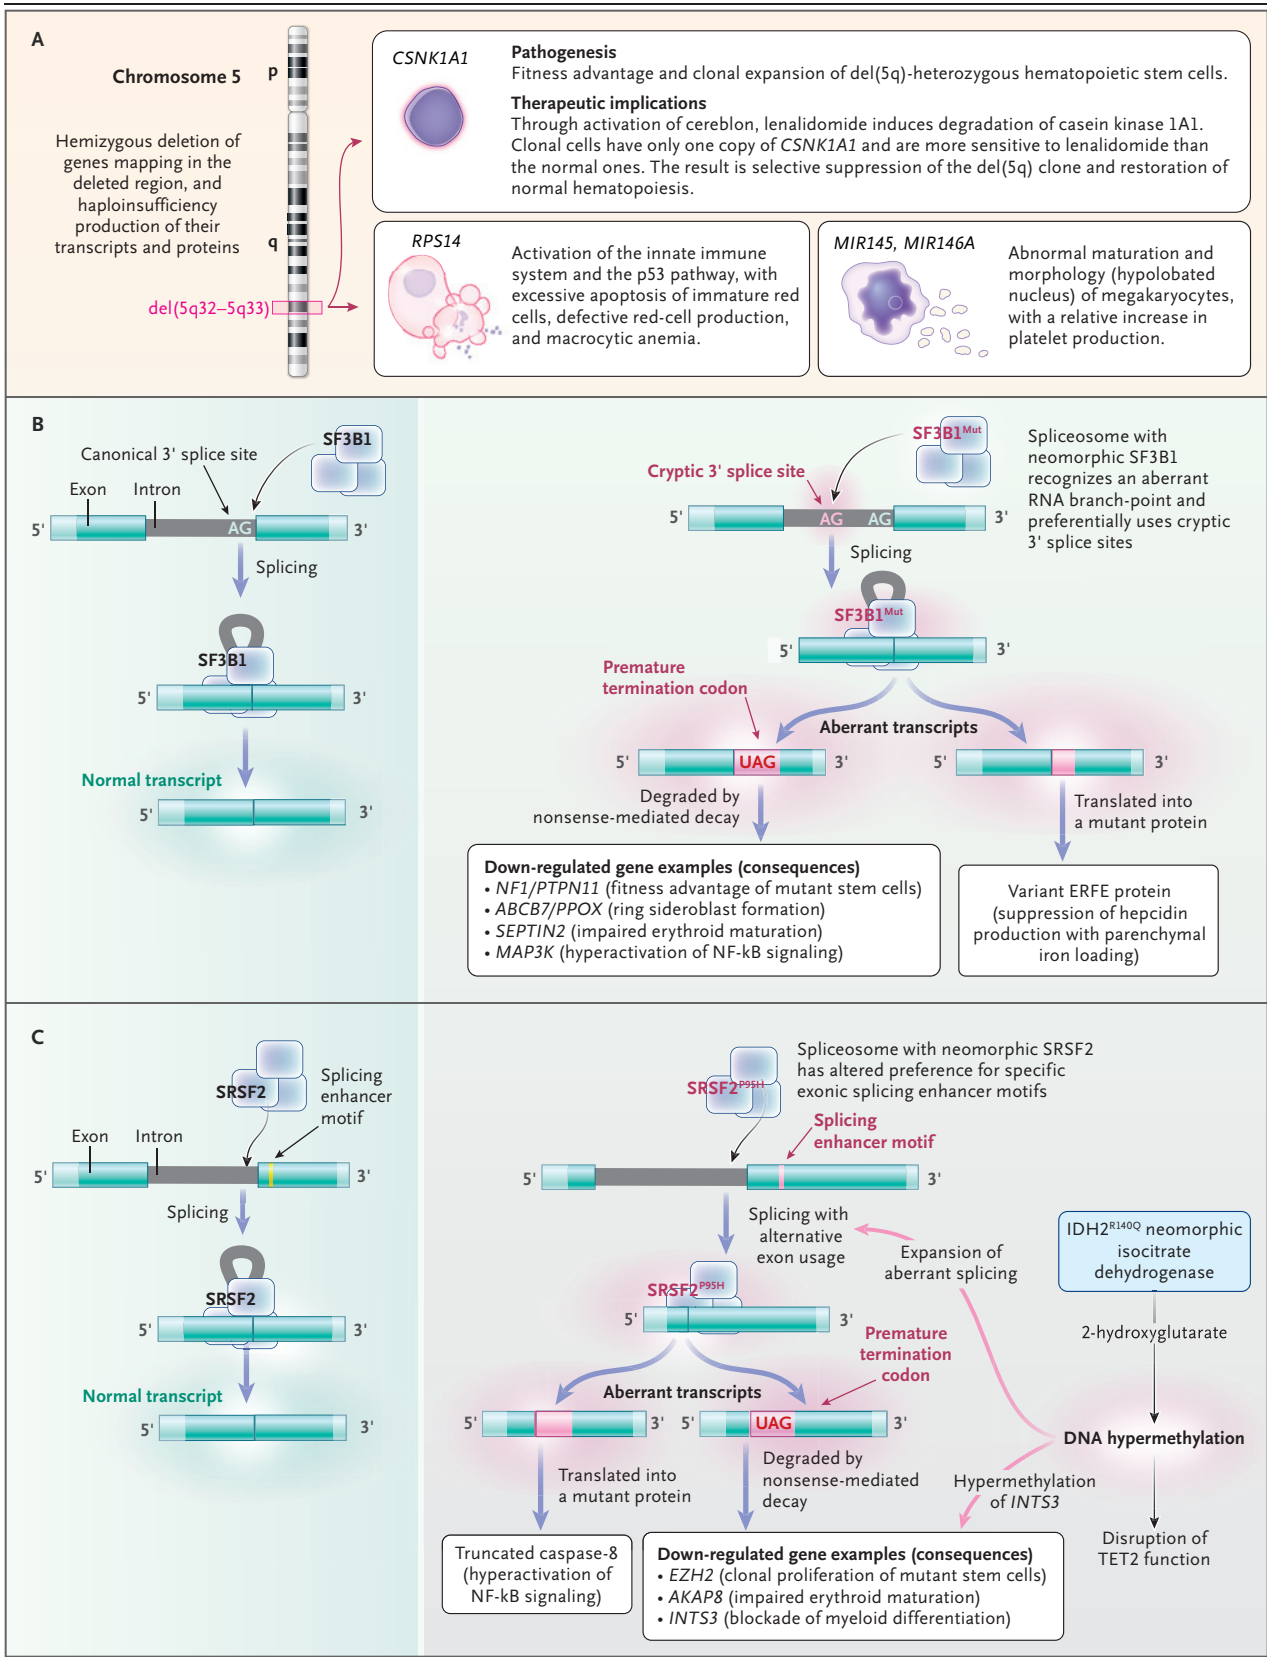 A
Chromosome 5
p
Hemizygous deletion of
genes mapping in the
deleted region, and
haploinsufficiency
production of their
transcripts and proteins
q
del(5q32–5q33)
CSNK1A1
Pathogenesis
Fitness advantage and clonal expansion of del(5q)-heterozygous hematopoietic stem cells.
Therapeutic implications
Through activation of cereblon, lenalidomide induces degradation of casein kinase 1A1.
Clonal cells have only one copy of CSNK1A1 and are more sensitive to lenalidomide than
the normal ones. The result is selective suppression of the del(5q) clone and restoration of
normal hematopoiesis.
RPS14
Activation of the innate immune
system and the p53 pathway, with
excessive apoptosis of immature red
cells, defective red-cell production,
and macrocytic anemia.
MIR145, MIR146A
Abnormal maturation and
morphology (hypolobated
nucleus) of megakaryocytes,
with a relative increase in
platelet production.
B
SF3B1
Canonical 3' splice site
Exon
Intron
5'
AG
3'
Splicing
SF3B1
5'
3'
Normal transcript
5'
3'
SF3B1Mut
Cryptic 3' splice site
5'
AG
AG
3'
Spliceosome with
neomorphic SF3B1
recognizes an aberrant
RNA branch-point and
preferentially uses cryptic
3' splice sites
Splicing
SF3B1Mut
5'
3'
Premature
termination codon
Aberrant transcripts
5'
UAG
3'
5'
3'
Degraded by
nonsense-mediated decay
Translated into
a mutant protein
Down-regulated gene examples (consequences)
• NF1/PTPN11 (fitness advantage of mutant stem cells)
• ABCB7/PPOX (ring sideroblast formation)
• SEPTIN2 (impaired erythroid maturation)
• MAP3K (hyperactivation of NF-kB signaling)
Variant ERFE protein
(suppression of hepcidin
production with parenchymal
iron loading)
C
SRSF2
Splicing
enhancer
motif
Exon
Intron
5'
3'
Splicing
SRSF2
5'
3'
Normal transcript
5'
3'
SRSF2P95H
Spliceosome with neomorphic SRSF2
has altered preference for specific
exonic splicing enhancer motifs
Splicing
enhancer motif
5'
3'
Splicing with
alternative
exon usage
Expansion of
aberrant splicing
IDH2R140Q neomorphic
isocitrate
dehydrogenase
SRSF2P95H
5'
3'
2-hydroxyglutarate
Premature
termination
codon
Aberrant transcripts
5'
3'
5'
UAG
3'
DNA hypermethylation
Translated into
a mutant protein
Degraded by
nonsense-mediated
decay
Hypermethylation
of INTS3
Disruption of
TET2 function
Truncated caspase-8
(hyperactivation of
NF-kB signaling)
Down-regulated gene examples (consequences)
• EZH2 (clonal proliferation of mutant stem cells)
• AKAP8 (impaired erythroid maturation)
• INTS3 (blockade of myeloid differentiation)